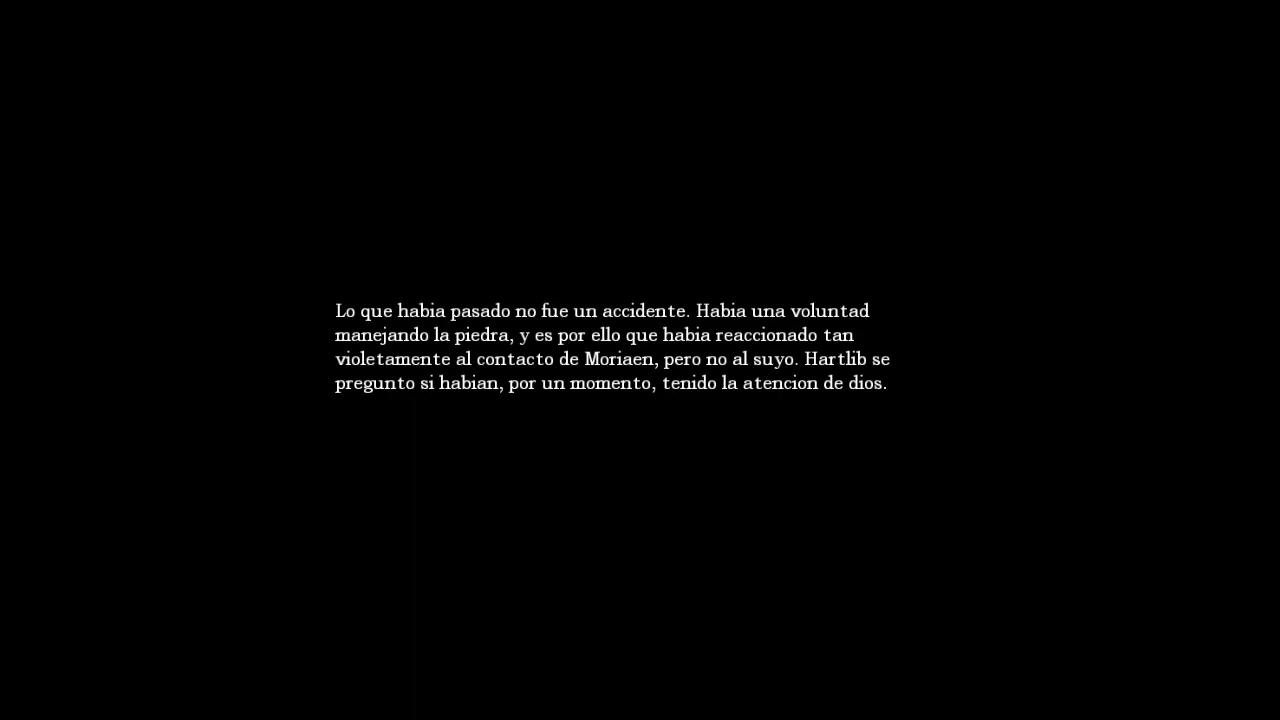 Lo que habia pasado no fue un accidente. Habia una voluntad
manejando la piedra, y es por ello que habia reaccionado tan
violetamente al contacto de Moriaen, pero no al suyo. Hartlib se
pregunto si habian, por un momento, tenido la atencion de dios.